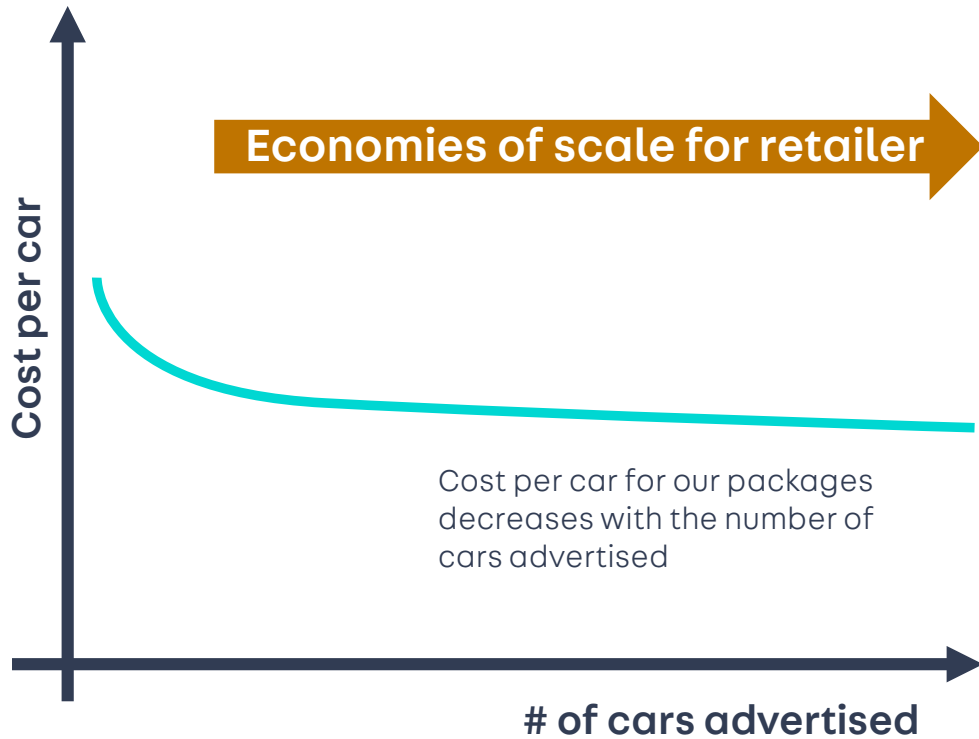 Economies of scale for retailer
Cost per car
Cost per car for our packages
decreases with the number of
cars advertised
# of cars advertised